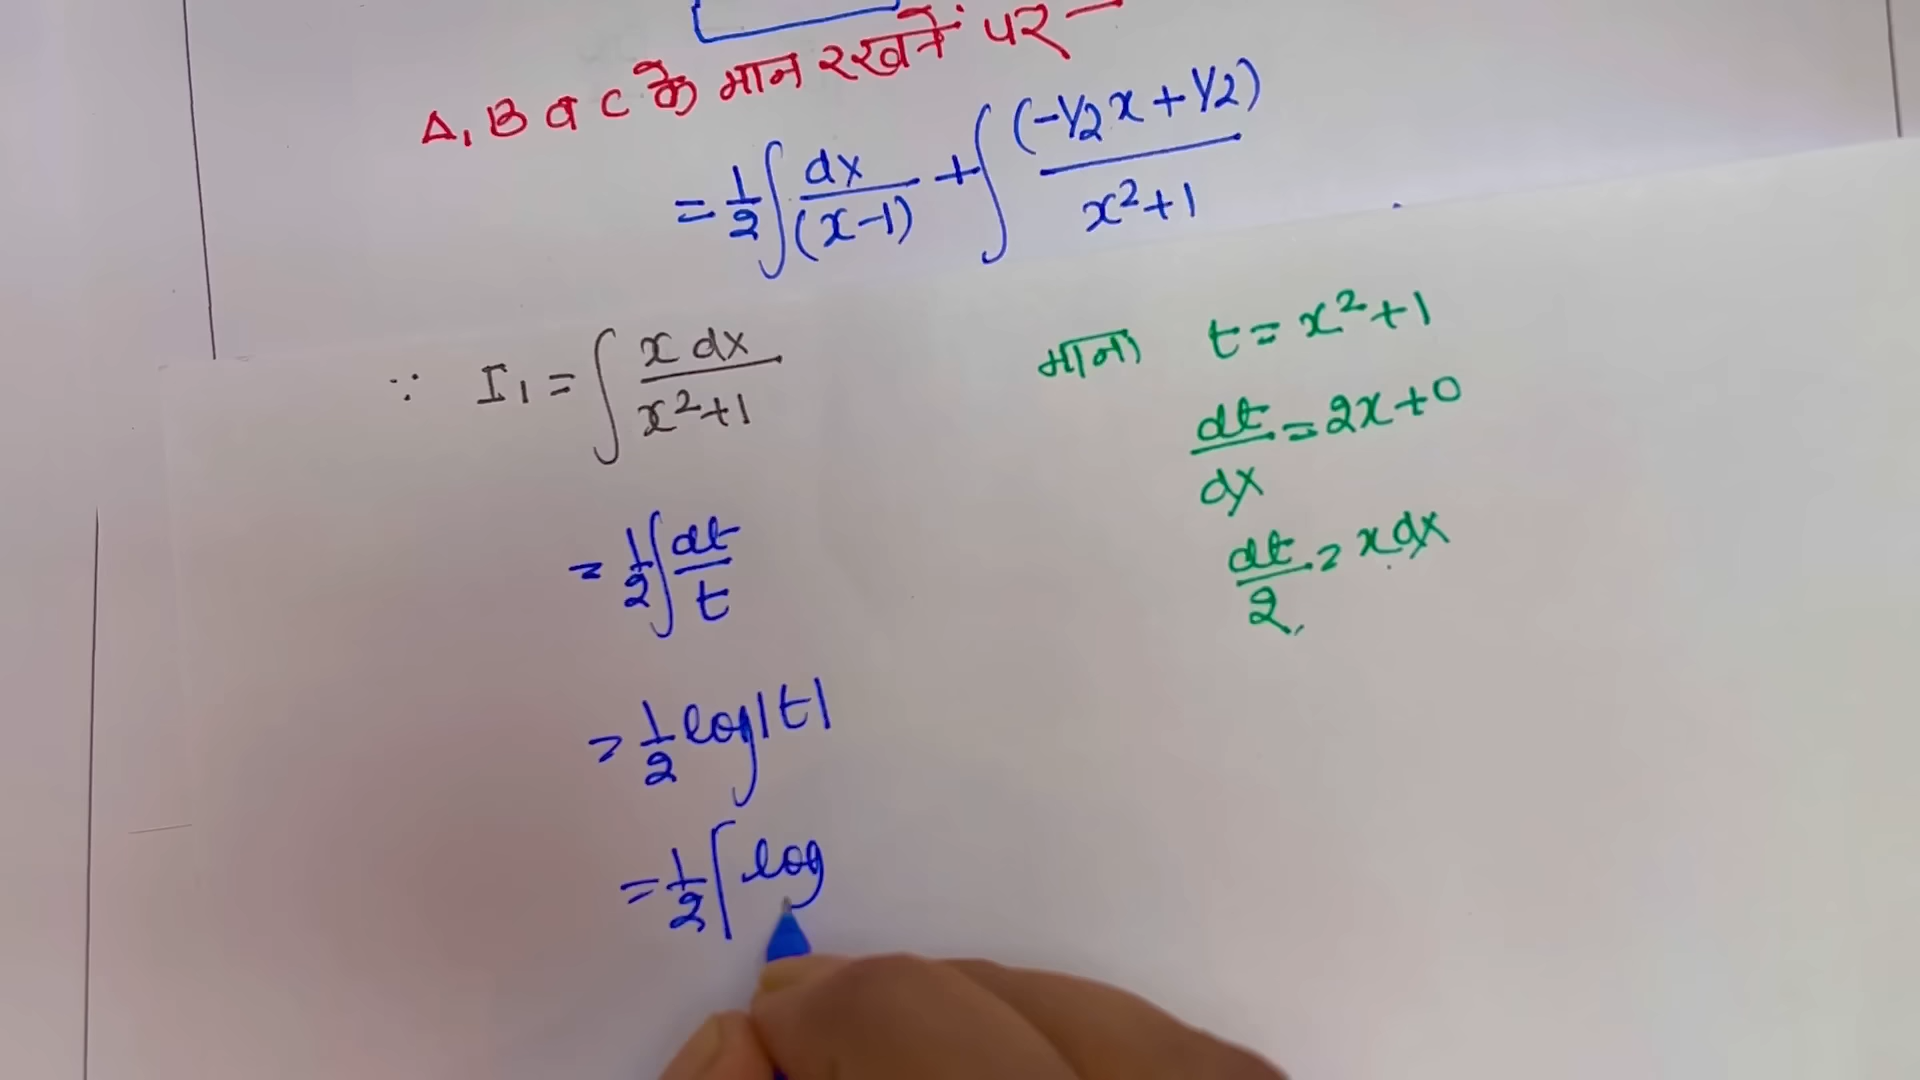 A, B व C के मान रखने पर —
= 1/2 ∫ dx/(x-1) + ∫ (-1/2 x + 1/2)/x²+1
∵ I₁ = ∫ x dx/x²+1
माना t = x²+1
dt/dx = 2x+0
dt/2 = x dx
= 1/2 ∫ dt/t
= 1/2 log|t|
= 1/2 [log